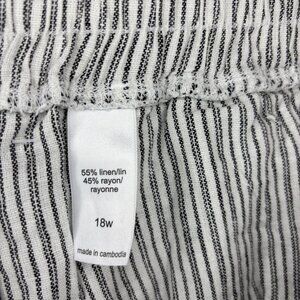 55% linen/lin
45% rayon/
rayonne
18w
made in cambodia